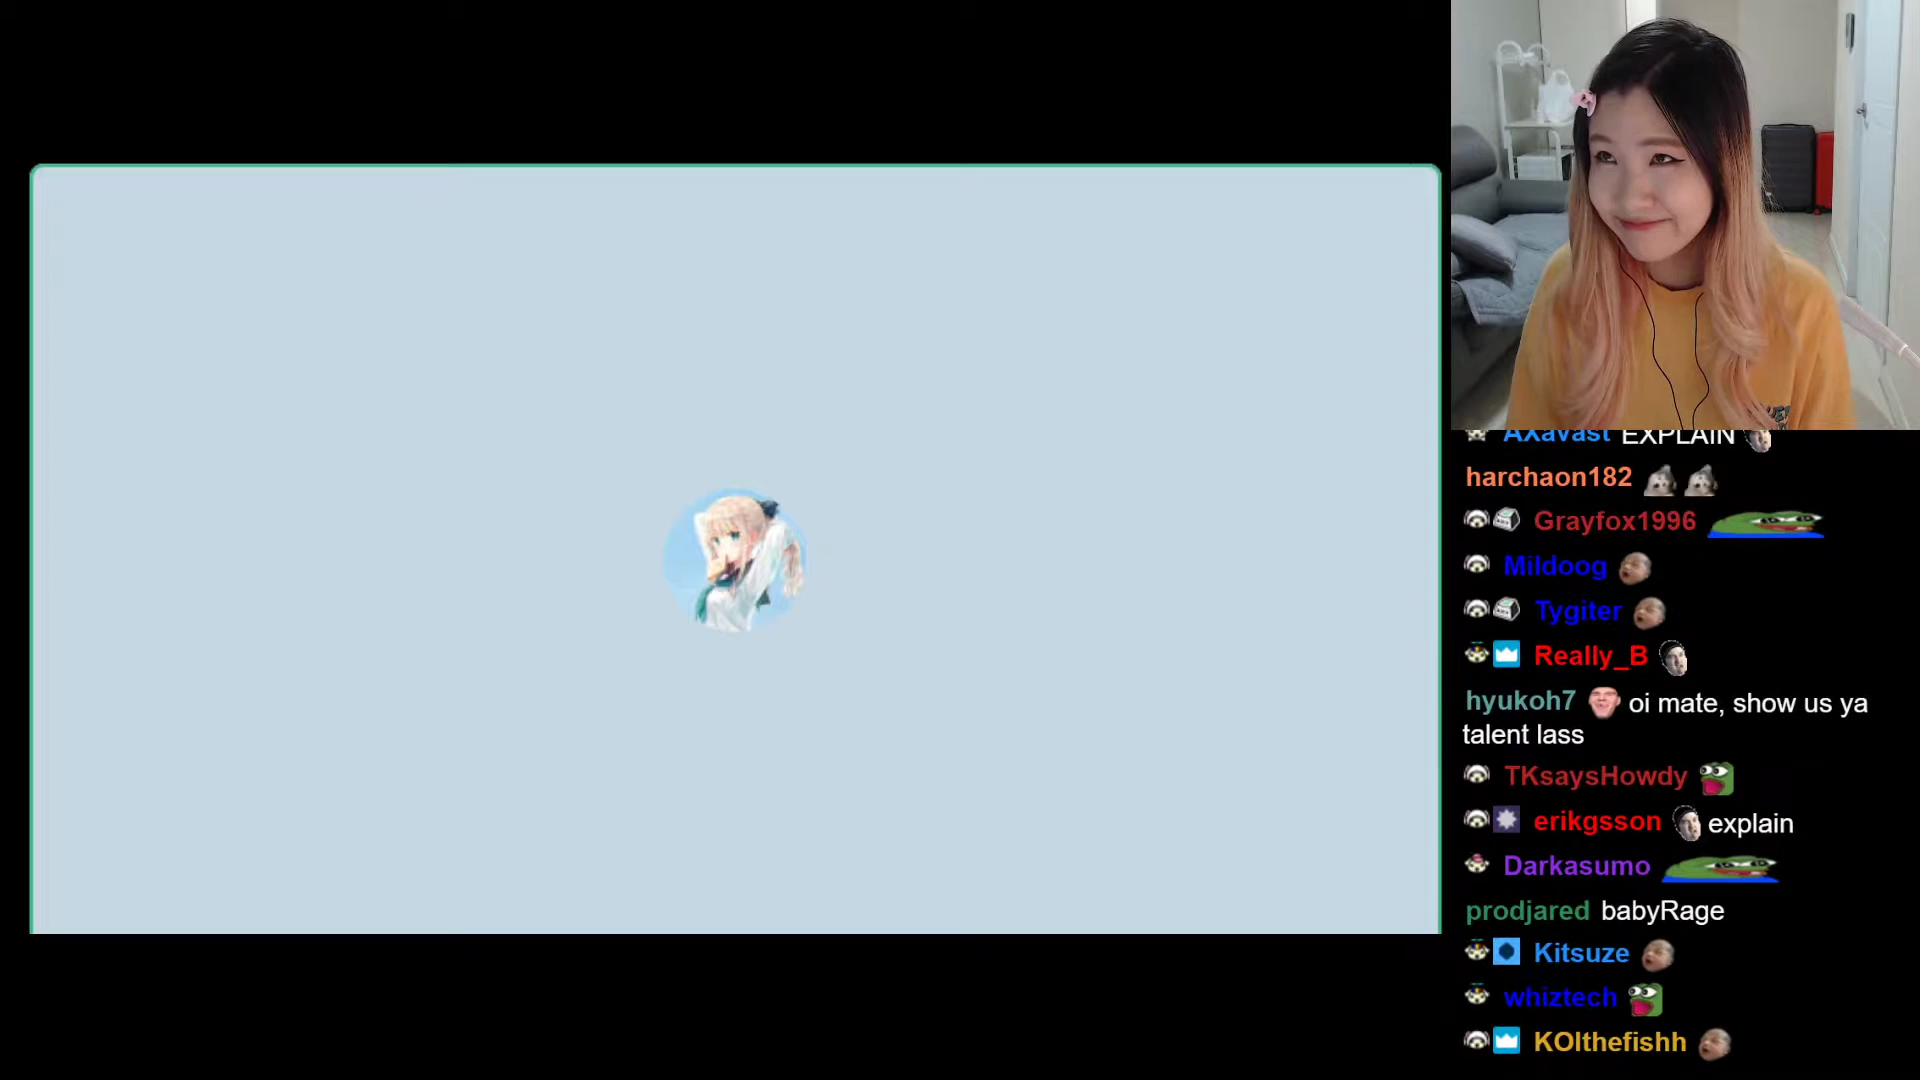 AXavast EXPLAIN
harchaon182
Grayfox1996
Mildoog
Tygiter
Really_B
hyukoh7 oi mate, show us ya
talent lass
TKsaysHowdy
erikgsson explain
Darkasumo
prodjared babyRage
Kitsuze
whiztech
KOIthefishh